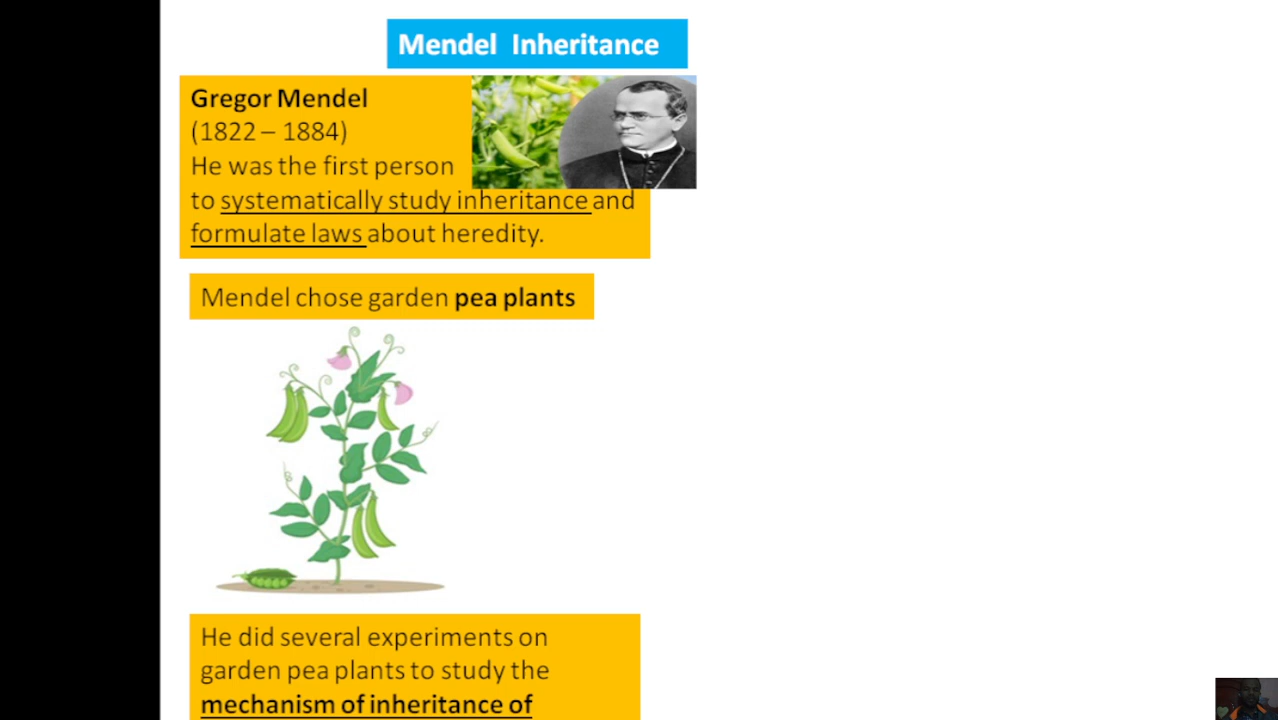 Mendel Inheritance
Gregor Mendel
(1822 – 1884)
He was the first person
to systematically study inheritance and
formulate laws about heredity.
Mendel chose garden pea plants
He did several experiments on
garden pea plants to study the
mechanism of inheritance of